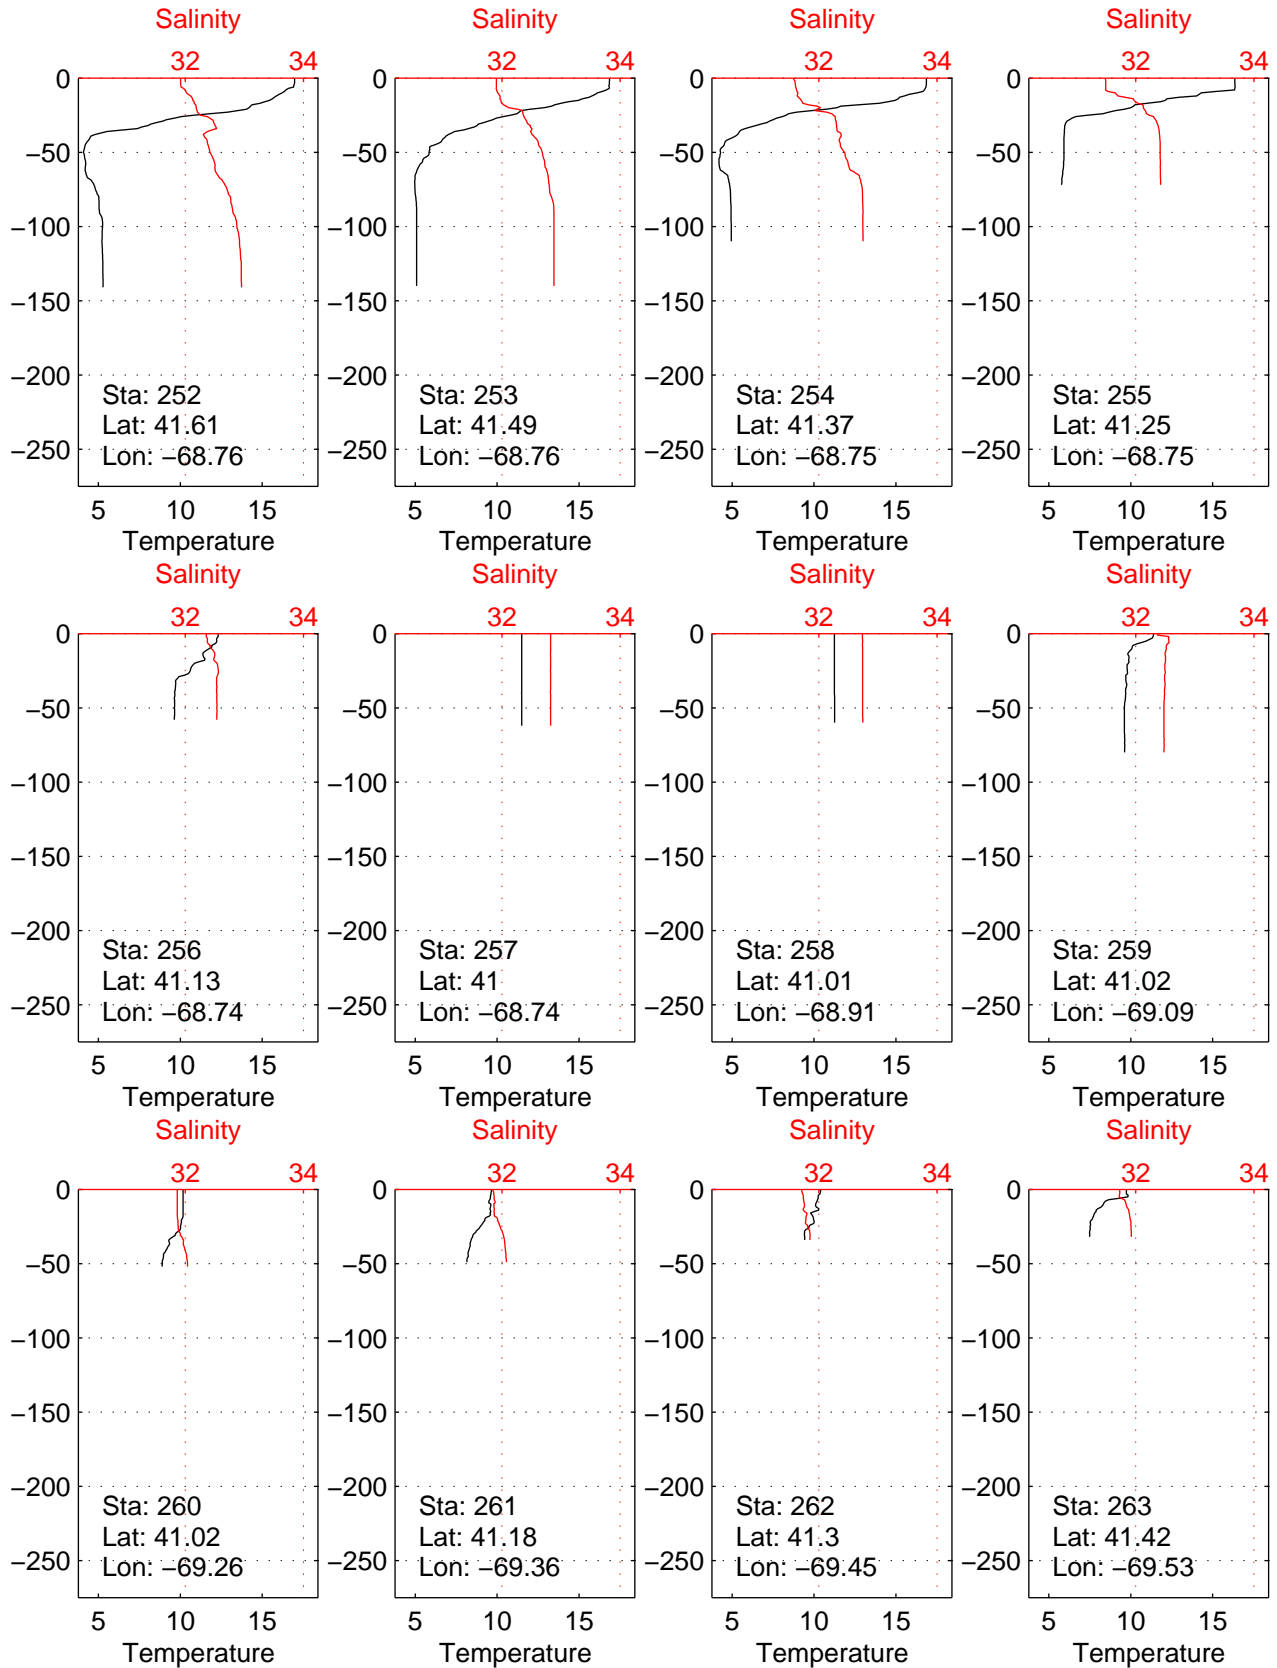 Salinity Salinity Salinity Salinity
32 34 32 34 32 34 32 34
0 0 0 0
−50 −50 −50 −50
−100 −100 −100 −100
−150 −150 −150 −150
−200 −200 −200 −200
Sta: 252 Sta: 253 Sta: 254 Sta: 255
Lat: 41.61 Lat: 41.49 Lat: 41.37 Lat: 41.25
−250 −250 −250 −250
Lon: −68.76 Lon: −68.76 Lon: −68.75 Lon: −68.75
5 10 15 5 10 15 5 10 15 5 10 15
Temperature Temperature Temperature Temperature
Salinity Salinity Salinity Salinity
32 34 32 34 32 34 32 34
0 0 0 0
−50 −50 −50 −50
−100 −100 −100 −100
−150 −150 −150 −150
−200 −200 −200 −200
Sta: 256 Sta: 257 Sta: 258 Sta: 259
Lat: 41.13 Lat: 41 Lat: 41.01 Lat: 41.02
−250 −250 −250 −250
Lon: −68.74 Lon: −68.74 Lon: −68.91 Lon: −69.09
5 10 15 5 10 15 5 10 15 5 10 15
Temperature Temperature Temperature Temperature
Salinity Salinity Salinity Salinity
32 34 32 34 32 34 32 34
0 0 0 0
−50 −50 −50 −50
−100 −100 −100 −100
−150 −150 −150 −150
−200 −200 −200 −200
Sta: 260 Sta: 261 Sta: 262 Sta: 263
Lat: 41.02 Lat: 41.18 Lat: 41.3 Lat: 41.42
−250 −250 −250 −250
Lon: −69.26 Lon: −69.36 Lon: −69.45 Lon: −69.53
5 10 15 5 10 15 5 10 15 5 10 15
Temperature Temperature Temperature Temperature